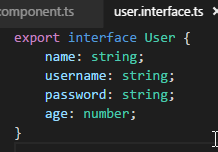 component.ts user.interface.ts
export interface User {
    name: string;
    username: string;
    password: string;
    age: number;
}